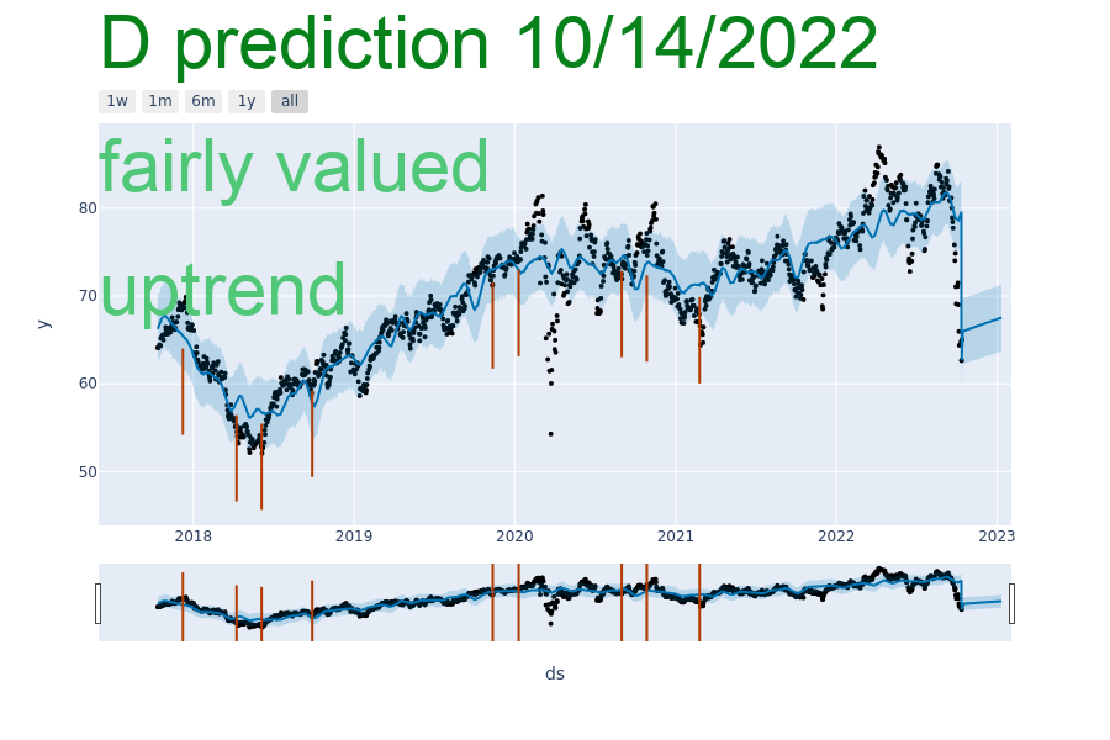 D prediction 10/14/2022
1w 1m 6m 1y all
fairly valued
80
uptrend
70
y
60
50
2018 2019 2020 2021 2022 2023
ds